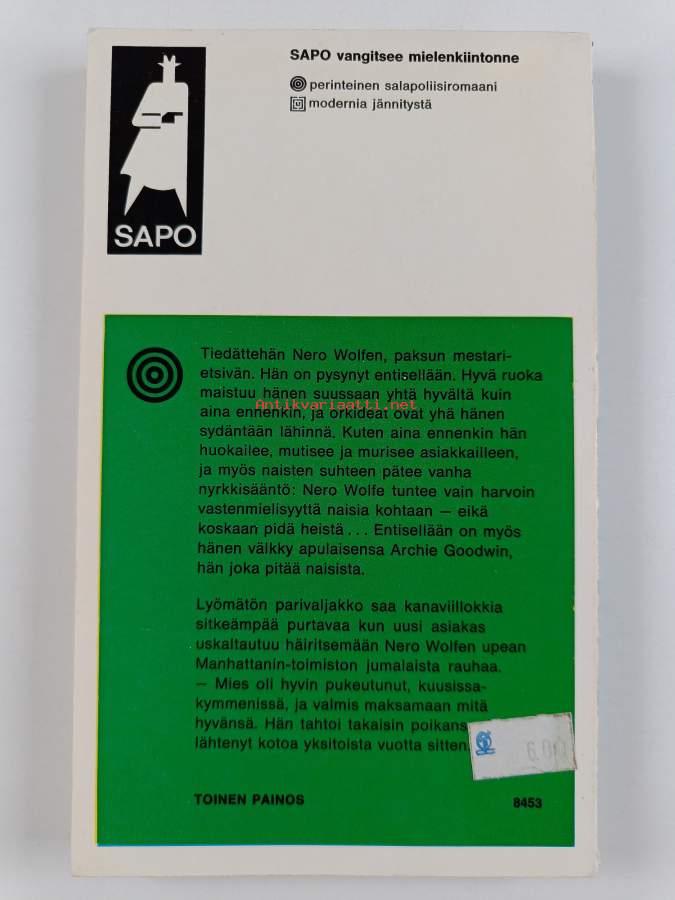 SAPO vangitsee mielenkiintonne
perinteinen salapoliisiromaani
modernia jännitystä
SAPO
Tiedättehän Nero Wolfen, paksun mestari-
etsivän. Hän on pysynyt entisellään. Hyvä ruoka
maistuu hänen suussaan yhtä hyvältä kuin
aina ennenkin, ja orkideat ovat yhä hänen
Antikvariaatti.net
sydäntään lähinnä. Kuten aina ennenkin hän
huokailee, mutisee ja murisee asiakkailleen,
ja myös naisten suhteen pätee vanha
nyrkkisääntö: Nero Wolfe tuntee vain harvoin
vastenmielisyyttä naisia kohtaan — eikä
koskaan pidä heistä... Entisellään on myös
hänen välkky apulaisensa Archie Goodwin,
hän joka pitää naisista.
Lyömätön parivaljakko saa kanaviillokkia
sitkeämpää purtavaa kun uusi asiakas
uskaltautuu häiritsemään Nero Wolfen upean
Manhattanin-toimiston jumalaista rauhaa.
— Mies oli hyvin pukeutunut, kuusissa-
kymmenissä, ja valmis maksamaan mitä
hyvänsä. Hän tahtoi takaisin poikans
lähtenyt kotoa yksitoista vuotta sitten.
TOINEN PAINOS
8453